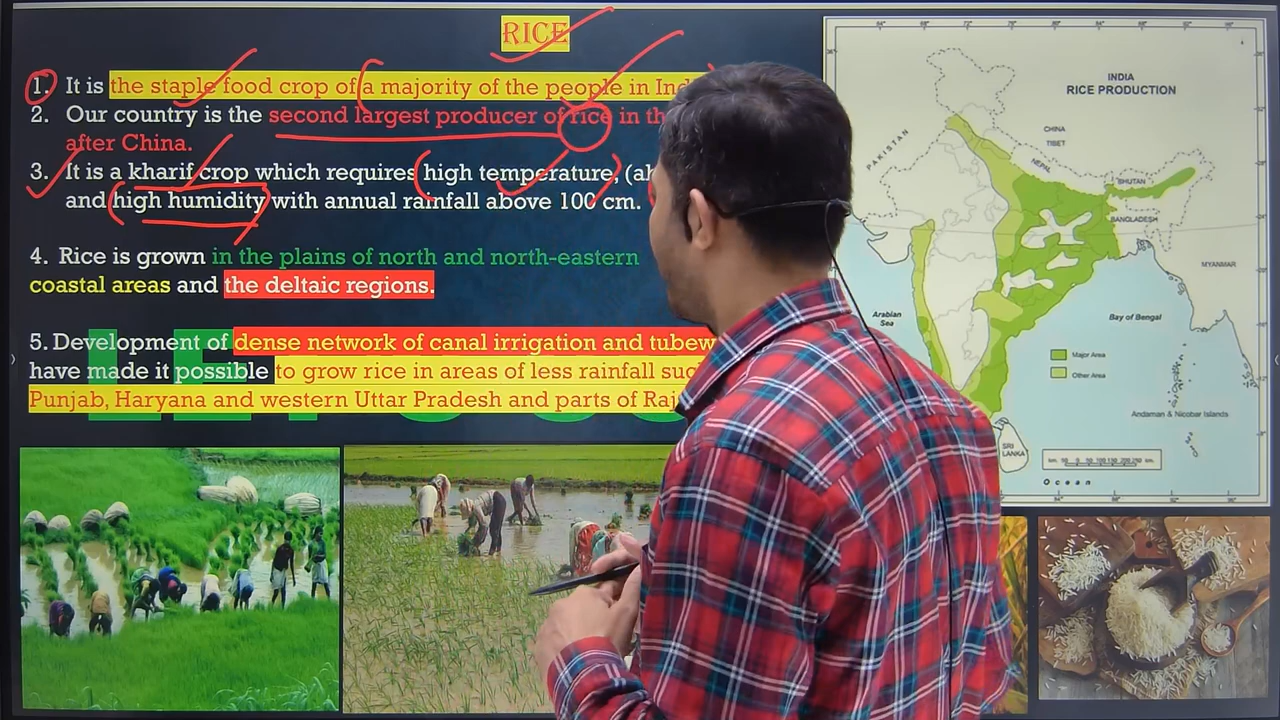 RICE
1. It is the staple food crop of a majority of the people in
2. Our country is the second largest producer of rice in
after China.
3. It is a kharif crop which requires high temperature,
and high humidity with annual rainfall above 100 cm.
4. Rice is grown in the plains of north and north-eastern
coastal areas and the deltaic regions.
5. Development of dense network of canal irrigation and
have made it possible to grow rice in areas of less rainfall
Punjab, Haryana and western Uttar Pradesh and parts of
INDIA
RICE PRODUCTION
PAKISTAN
CHINA
TIBET
NEPAL
BHUTAN
BANGLADESH
MYANMAR
Arabian
Sea
Bay of Bengal
Major Area
Other Area
Andaman & Nicobar Islands
SRI
LANKA
Ocean